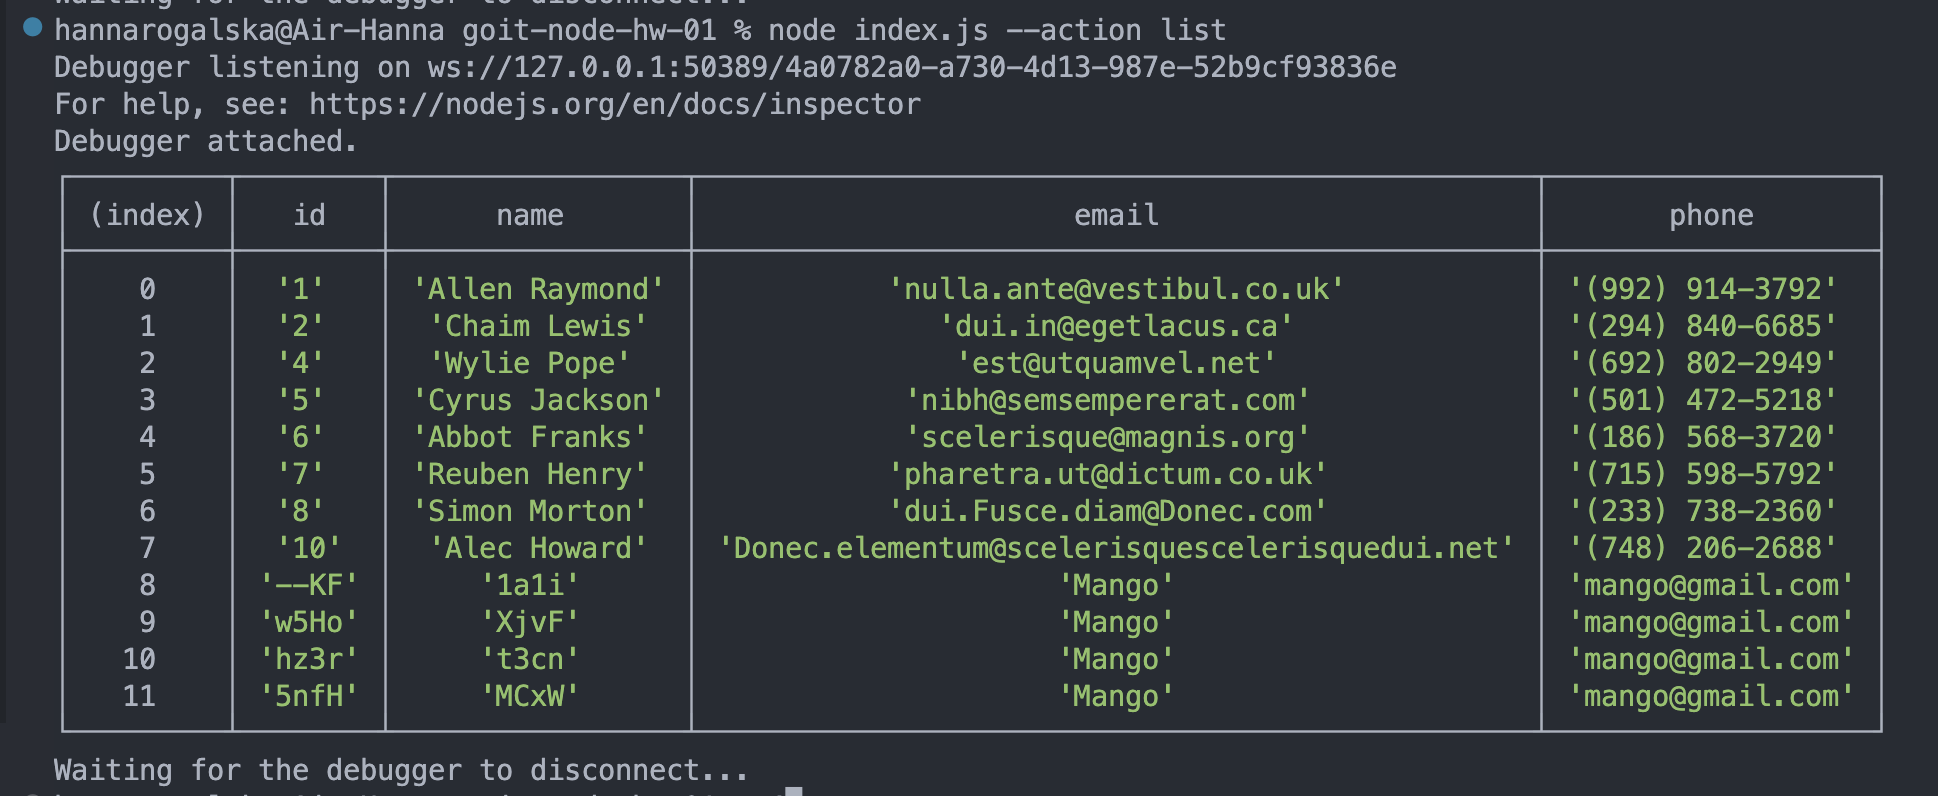 Waiting for the debugger to disconnect...
hannarogalska@Air-Hanna goit-node-hw-01 % node index.js --action list
Debugger listening on ws://127.0.0.1:50389/4a0782a0-a730-4d13-987e-52b9cf93836e
For help, see: https://nodejs.org/en/docs/inspector
Debugger attached.
(index) id name email phone
0 '1' 'Allen Raymond' 'nulla.ante@vestibul.co.uk' '(992) 914-3792'
1 '2' 'Chaim Lewis' 'dui.in@egetlacus.ca' '(294) 840-6685'
2 '4' 'Wylie Pope' 'est@utquamvel.net' '(692) 802-2949'
3 '5' 'Cyrus Jackson' 'nibh@semsempererat.com' '(501) 472-5218'
4 '6' 'Abbot Franks' 'scelerisque@magnis.org' '(186) 568-3720'
5 '7' 'Reuben Henry' 'pharetra.ut@dictum.co.uk' '(715) 598-5792'
6 '8' 'Simon Morton' 'dui.Fusce.diam@Donec.com' '(233) 738-2360'
7 '10' 'Alec Howard' 'Donec.elementum@scelerisquescelerisquedui.net' '(748) 206-2688'
8 '--KF' '1a1i' 'Mango' 'mango@gmail.com'
9 'w5Ho' 'XjvF' 'Mango' 'mango@gmail.com'
10 'hz3r' 't3cn' 'Mango' 'mango@gmail.com'
11 '5nfH' 'MCxW' 'Mango' 'mango@gmail.com'
Waiting for the debugger to disconnect...